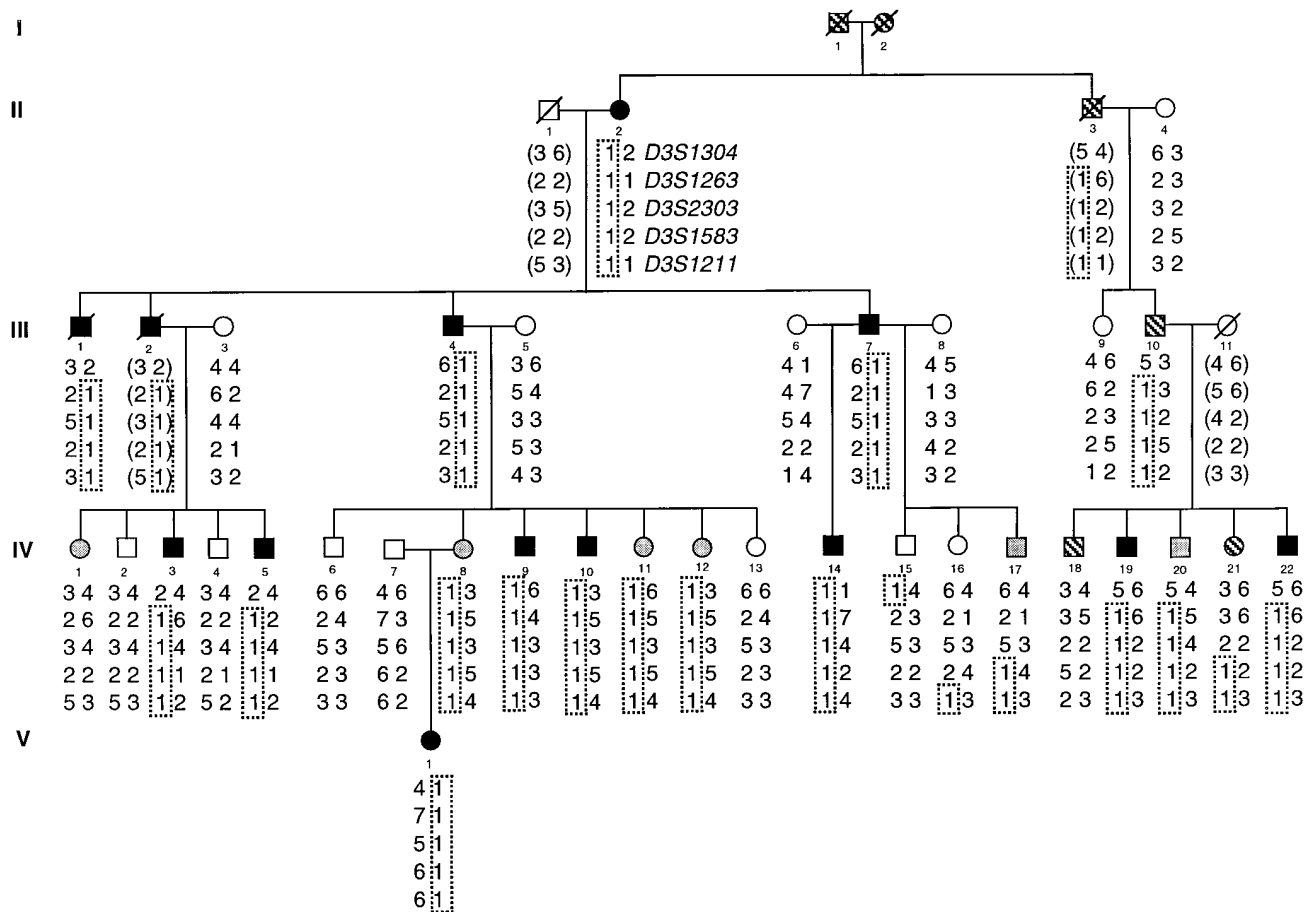 I
1 2
II
1 2 3 4
(3 6) 1 2 D3S1304 (5 4) 6 3
(2 2) 1 1 D3S1263 (1 6) 2 3
(3 5) 1 2 D3S2303 (1 2) 3 2
(2 2) 1 2 D3S1583 (1 2) 2 5
(5 3) 1 1 D3S1211 (1 1) 3 2
III
1 2 3 4 5 6 7 8 9 10 11
3 2 (3 2) 4 4 6 1 3 6 4 1 6 1 4 5 4 6 5 3 (4 6)
2 1 (2 1) 6 2 2 1 5 4 4 7 2 1 1 3 6 2 1 3 (5 6)
5 1 (3 1) 4 4 5 1 3 3 5 4 5 1 3 3 2 3 1 2 (4 2)
2 1 (2 1) 2 1 2 1 5 3 2 2 2 1 4 2 2 5 1 5 (2 2)
3 1 (5 1) 3 2 3 1 4 3 1 4 3 1 3 2 1 2 1 2 (3 3)
IV
1 2 3 4 5 6 7 8 9 10 11 12 13 14 15 16 17 18 19 20 21 22
3 4 3 4 2 4 3 4 2 4 6 6 4 6 1 3 1 6 1 3 1 6 1 3 6 6 1 1 1 4 6 4 6 4 3 4 5 6 5 4 3 6 5 6
2 6 2 2 1 6 2 2 1 2 2 4 7 3 1 5 1 4 1 5 1 5 1 5 2 4 1 7 2 3 2 1 2 1 3 5 1 6 1 5 3 6 1 6
3 4 3 4 1 4 3 4 1 4 5 3 5 6 1 3 1 3 1 3 1 3 1 3 5 3 1 4 5 3 5 3 5 3 2 2 1 2 1 4 2 2 1 2
2 2 2 2 1 1 2 1 1 1 2 3 6 2 1 5 1 3 1 5 1 5 1 5 2 3 1 2 2 2 2 4 1 4 5 2 1 2 1 2 1 2 1 2
5 3 5 3 1 2 5 2 1 2 3 3 6 2 1 4 1 3 1 4 1 4 1 4 3 3 1 4 3 3 1 3 1 3 2 3 1 3 1 3 1 3 1 3
V
1
4 1
7 1
5 1
6 1
6 1